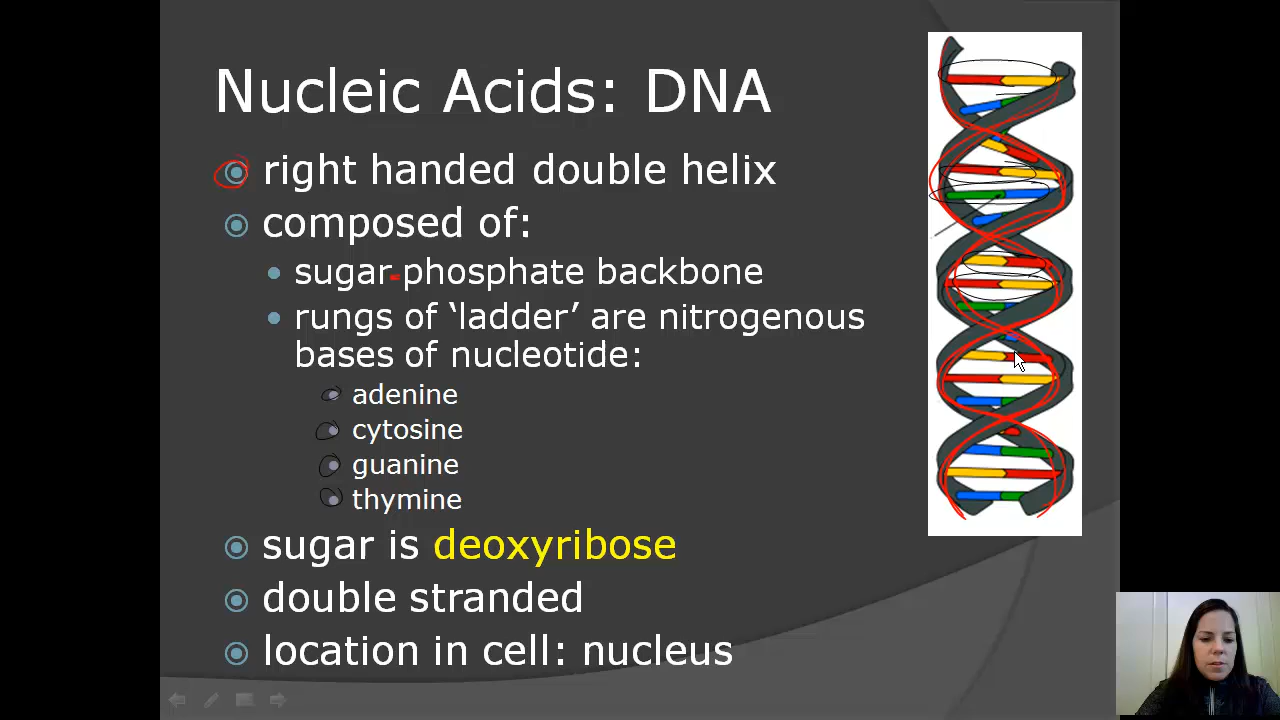 Nucleic Acids: DNA
right handed double helix
composed of:
sugar-phosphate backbone
rungs of ‘ladder’ are nitrogenous
bases of nucleotide:
adenine
cytosine
guanine
thymine
sugar is deoxyribose
double stranded
location in cell: nucleus